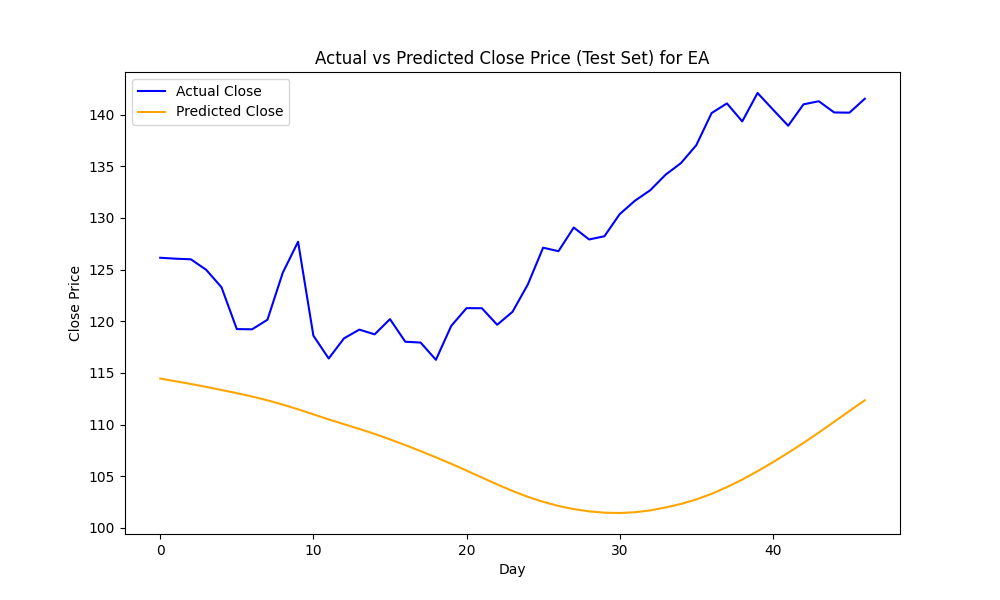 Actual vs Predicted Close Price (Test Set) for EA
Actual Close
Predicted Close
140
135
130
125
120
115
110
105
100
Close Price
0 10 20 30 40
Day